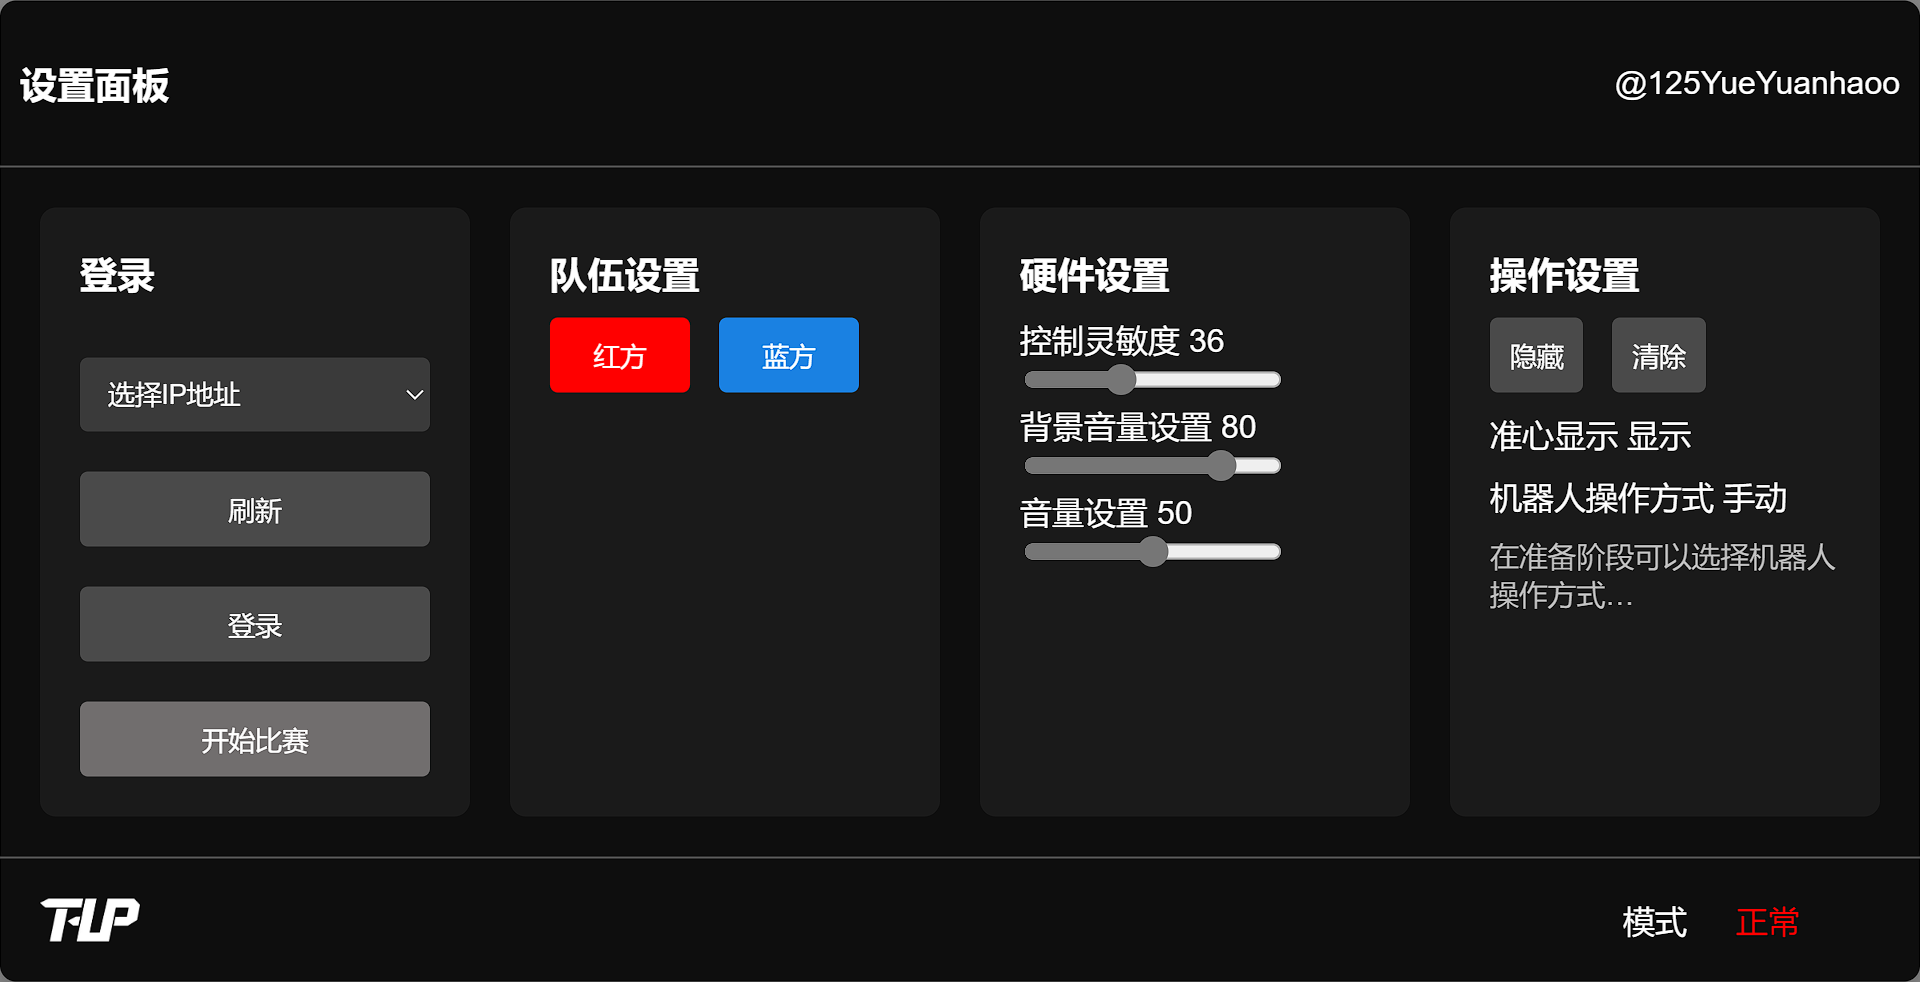 设置面板
@125YueYuanhaoo
登录
选择IP地址
刷新
登录
开始比赛
队伍设置
红方
蓝方
硬件设置
控制灵敏度 36
背景音量设置 80
音量设置 50
操作设置
隐藏
清除
准心显示 显示
机器人操作方式 手动
在准备阶段可以选择机器人
操作方式…
模式
正常